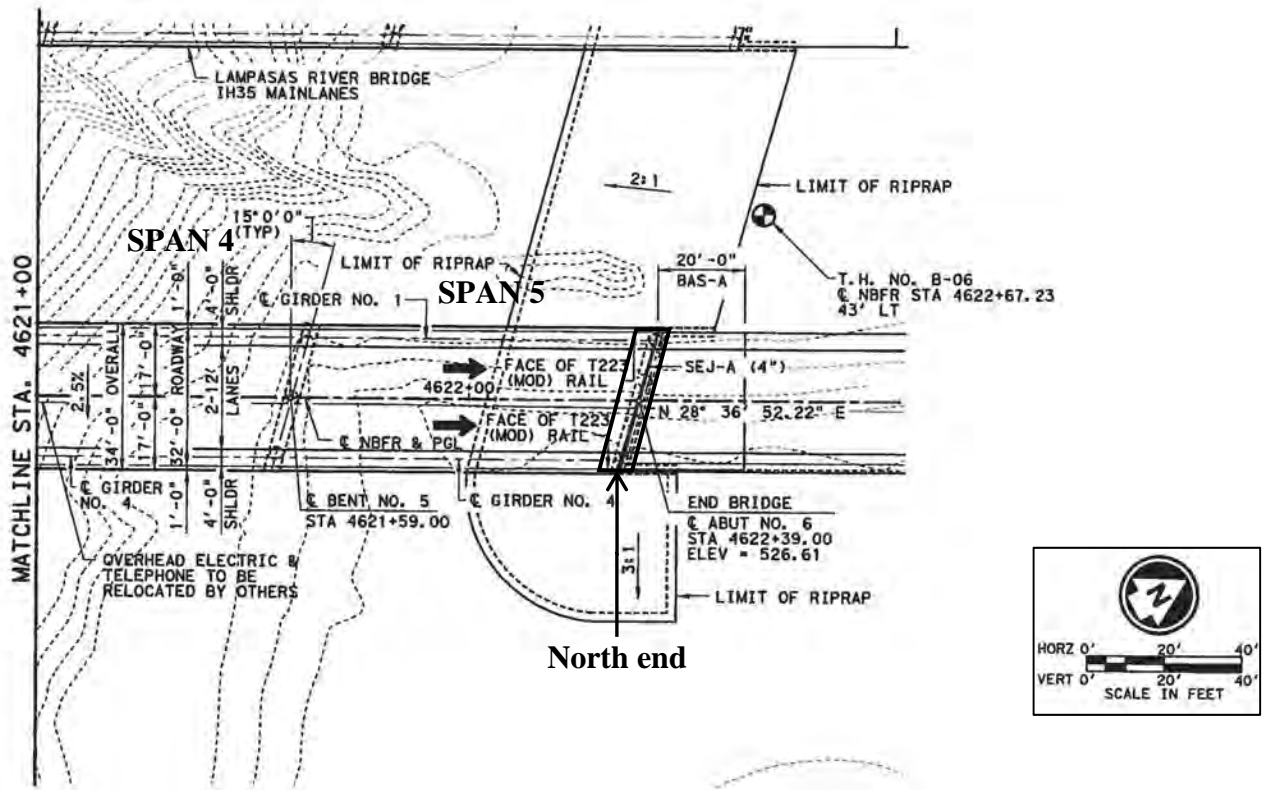 7"
LAMPASAS RIVER BRIDGE
IH35 MAINLANES
2:1
LIMIT OF RIPRAP
15°0'0"
(TYP)
SPAN 4
LIMIT OF RIPRAP
20'-0"
BAS-A
T.H. NO. B-06
℄ NBFR STA 4622+67.23
43' LT
℄ GIRDER NO. 1
SPAN 5
MATCHLINE STA. 4621+00
2.5%
34'-0" OVERALL
17'-0"
17'-0"
32'-0" ROADWAY
1'-0"
1'-0"
4'-0"
SHLDR
2-12'
LANES
4'-0"
SHLDR
FACE OF T223
(MOD) RAIL
SEJ-A (4")
4622+00
N 28° 36' 52.22" E
FACE OF T223
(MOD) RAIL
℄ NBFR & PGL
℄ GIRDER
NO. 4
℄ BENT NO. 5
STA 4621+59.00
℄ GIRDER NO. 4
END BRIDGE
℄ ABUT NO. 6
STA 4622+39.00
ELEV = 526.61
OVERHEAD ELECTRIC &
TELEPHONE TO BE
RELOCATED BY OTHERS
3:1
LIMIT OF RIPRAP
North end
N
HORZ 0' 20' 40'
VERT 0' 20' 40'
SCALE IN FEET